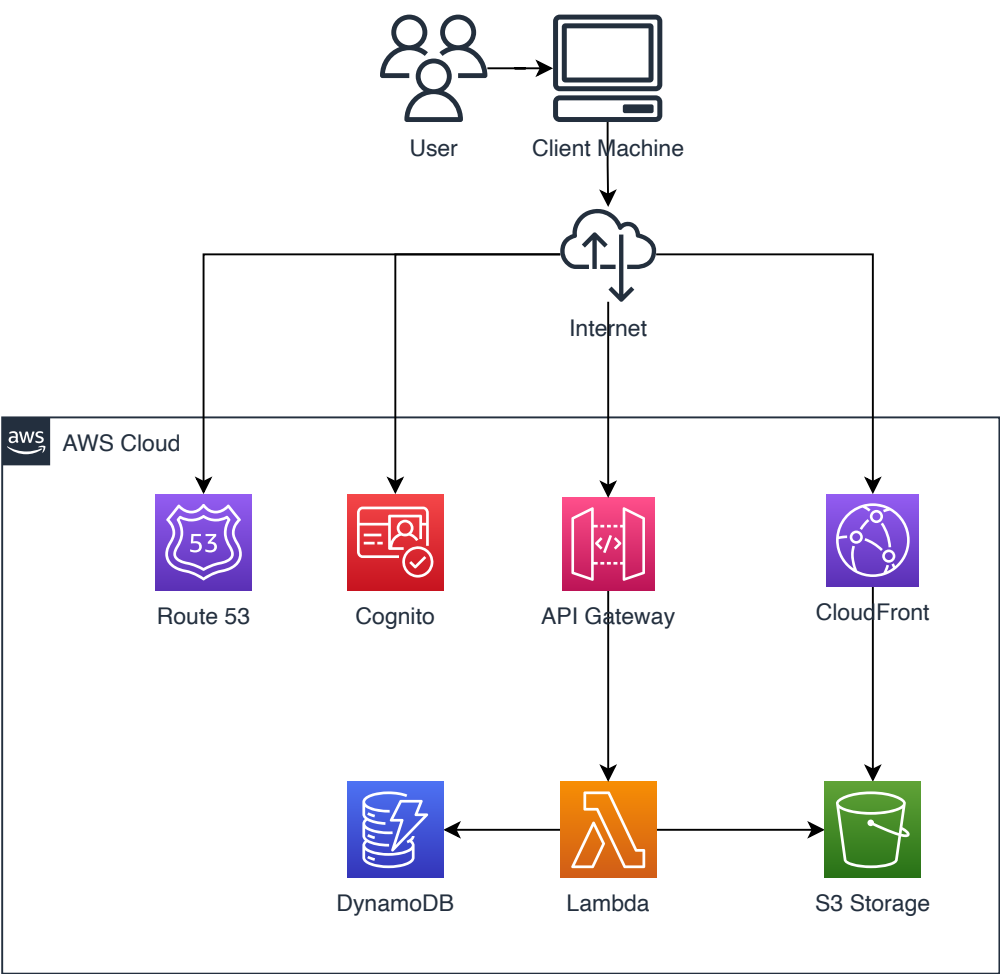 User
Client Machine
Internet
aws
AWS Cloud
53
</>
Route 53
Cognito
API Gateway
CloudFront
DynamoDB
Lambda
S3 Storage